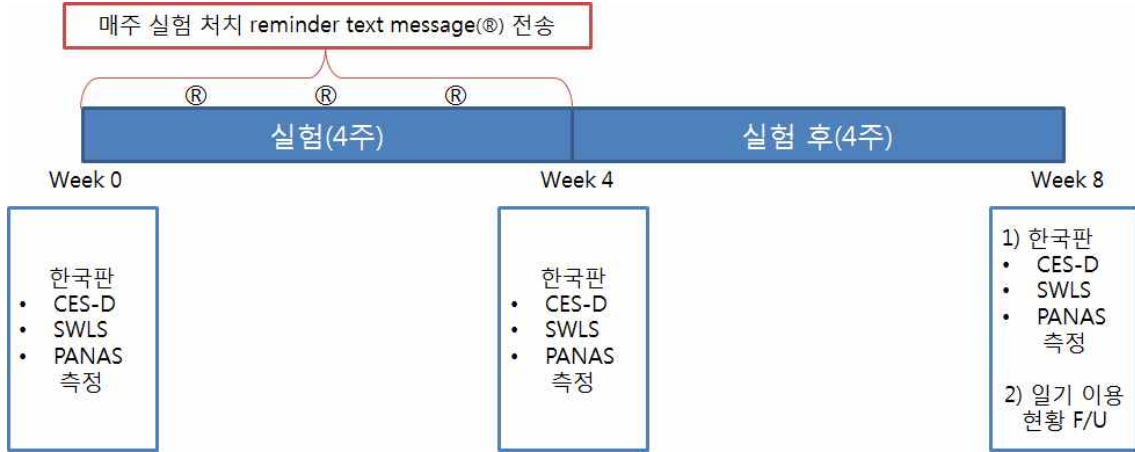 매주 실험 처치 reminder text message(®) 전송
® ® ®
실험(4주) 실험 후(4주)
Week 0 Week 4 Week 8
한국판
• CES-D
• SWLS
• PANAS
측정
한국판
• CES-D
• SWLS
• PANAS
측정
1) 한국판
• CES-D
• SWLS
• PANAS
측정
2) 일기 이용
현황 F/U